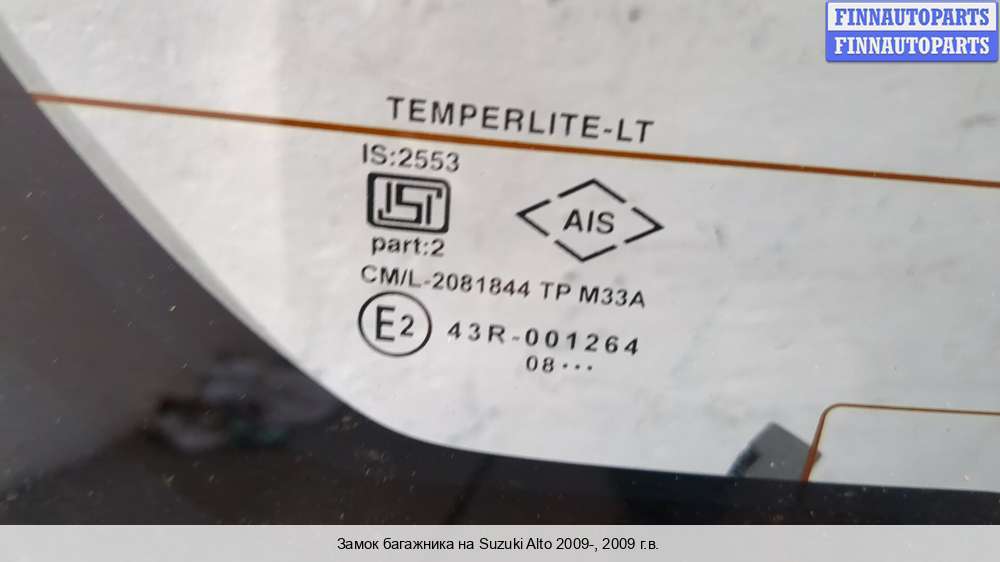 FINNAUTOPARTS
FINNAUTOPARTS
TEMPERLITE-LT
IS:2553
ISI
part:2
AIS
CM/L-2081844 TP M33A
E2
43R-001264
08...
Замок багажника на Suzuki Alto 2009-, 2009 г.в.